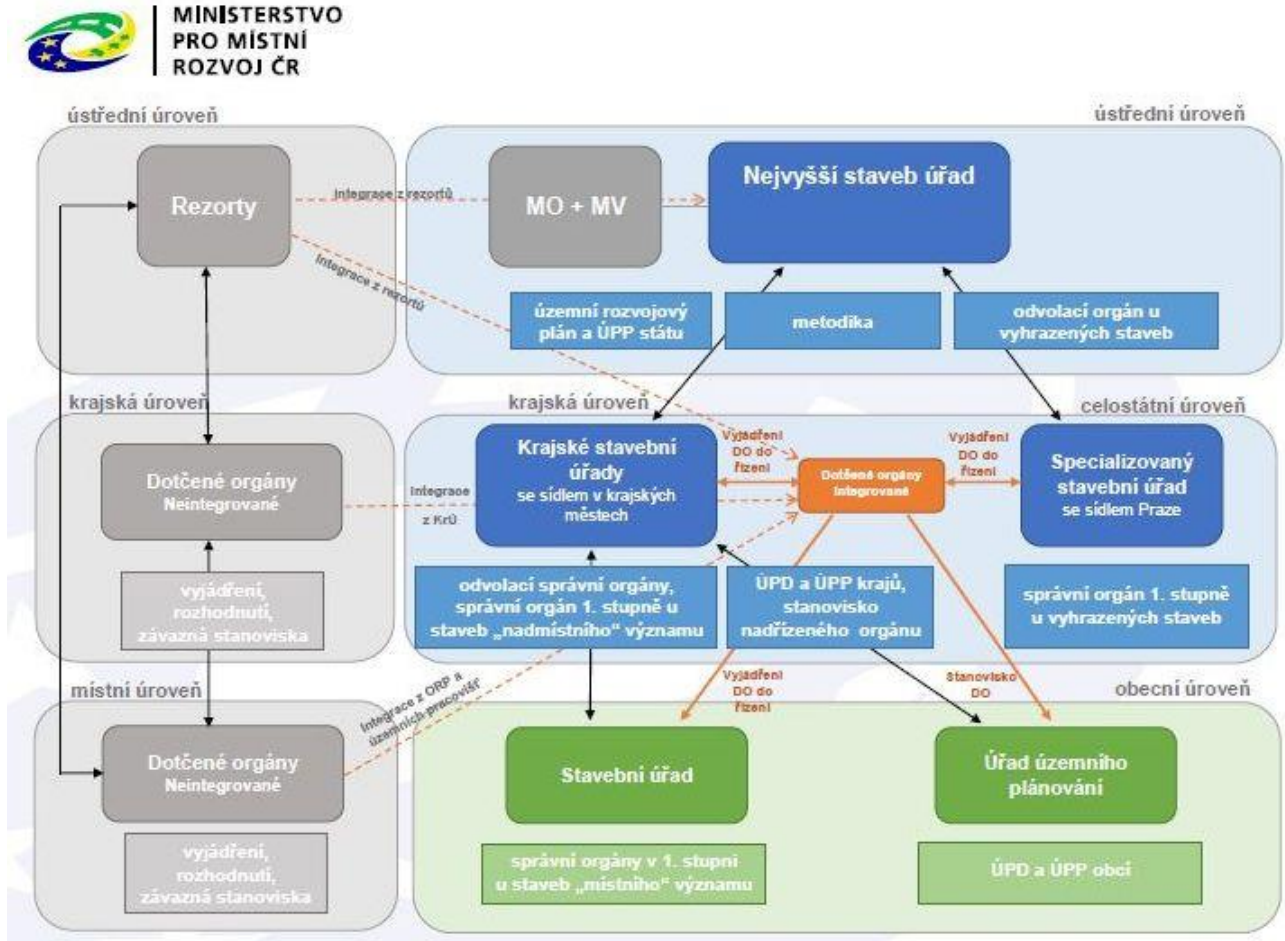 MINISTERSTVO
PRO MÍSTNÍ
ROZVOJ ČR
ústřední úroveň
ústřední úroveň
Rezorty
Integrace z rezortů
MO + MV
Nejvyšší staveb úřad
Integrace z rezortů
územní rozvojový
plán a ÚPP státu
metodika
odvolací orgán u
vyhrazených staveb
krajská úroveň
krajská úroveň
celostátní úroveň
Dotčené orgány
Neintegrované
Integrace
z KrÚ
Krajské stavební
úřady
se sídlem v krajských
městech
Vyjádření
DO do
řízení
Dotčené orgány
Integrované
Vyjádření
DO do
řízení
Specializovaný
stavební úřad
se sídlem Praze
vyjádření,
rozhodnutí,
závazná stanoviska
odvolací správní orgány,
správní orgán 1. stupně u
staveb „nadmístního“ významu
ÚPD a ÚPP krajů,
stanovisko
nadřízeného orgánu
správní orgán 1. stupně
u vyhrazených staveb
místní úroveň
Integrace z ORP a
územních pracovišť
Vyjádření
DO do
řízení
Stanovisko
DO
obecní úroveň
Dotčené orgány
Neintegrované
Stavební úřad
Úřad územního
plánování
vyjádření,
rozhodnutí,
závazná stanoviska
správní orgány v 1. stupni
u staveb „místního“ významu
ÚPD a ÚPP obcí